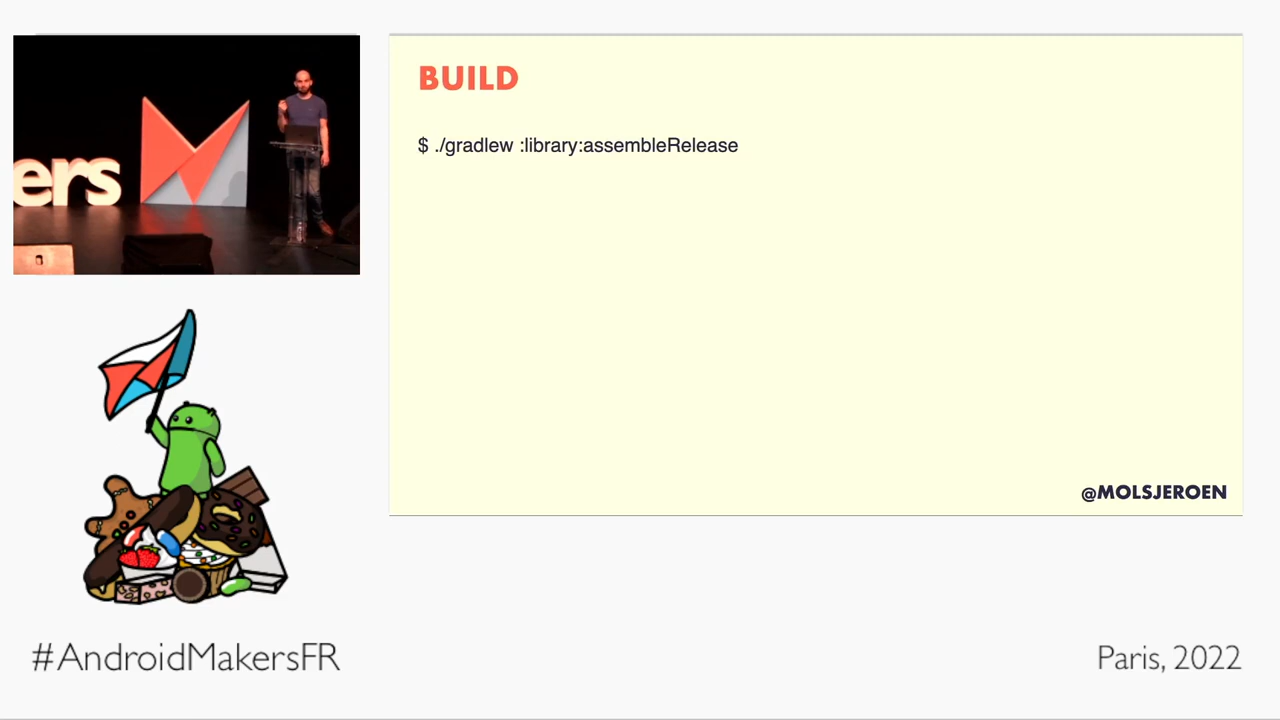 ers
BUILD
$ ./gradlew :library:assembleRelease
@MOLSJEROEN
#AndroidMakersFR
Paris, 2022